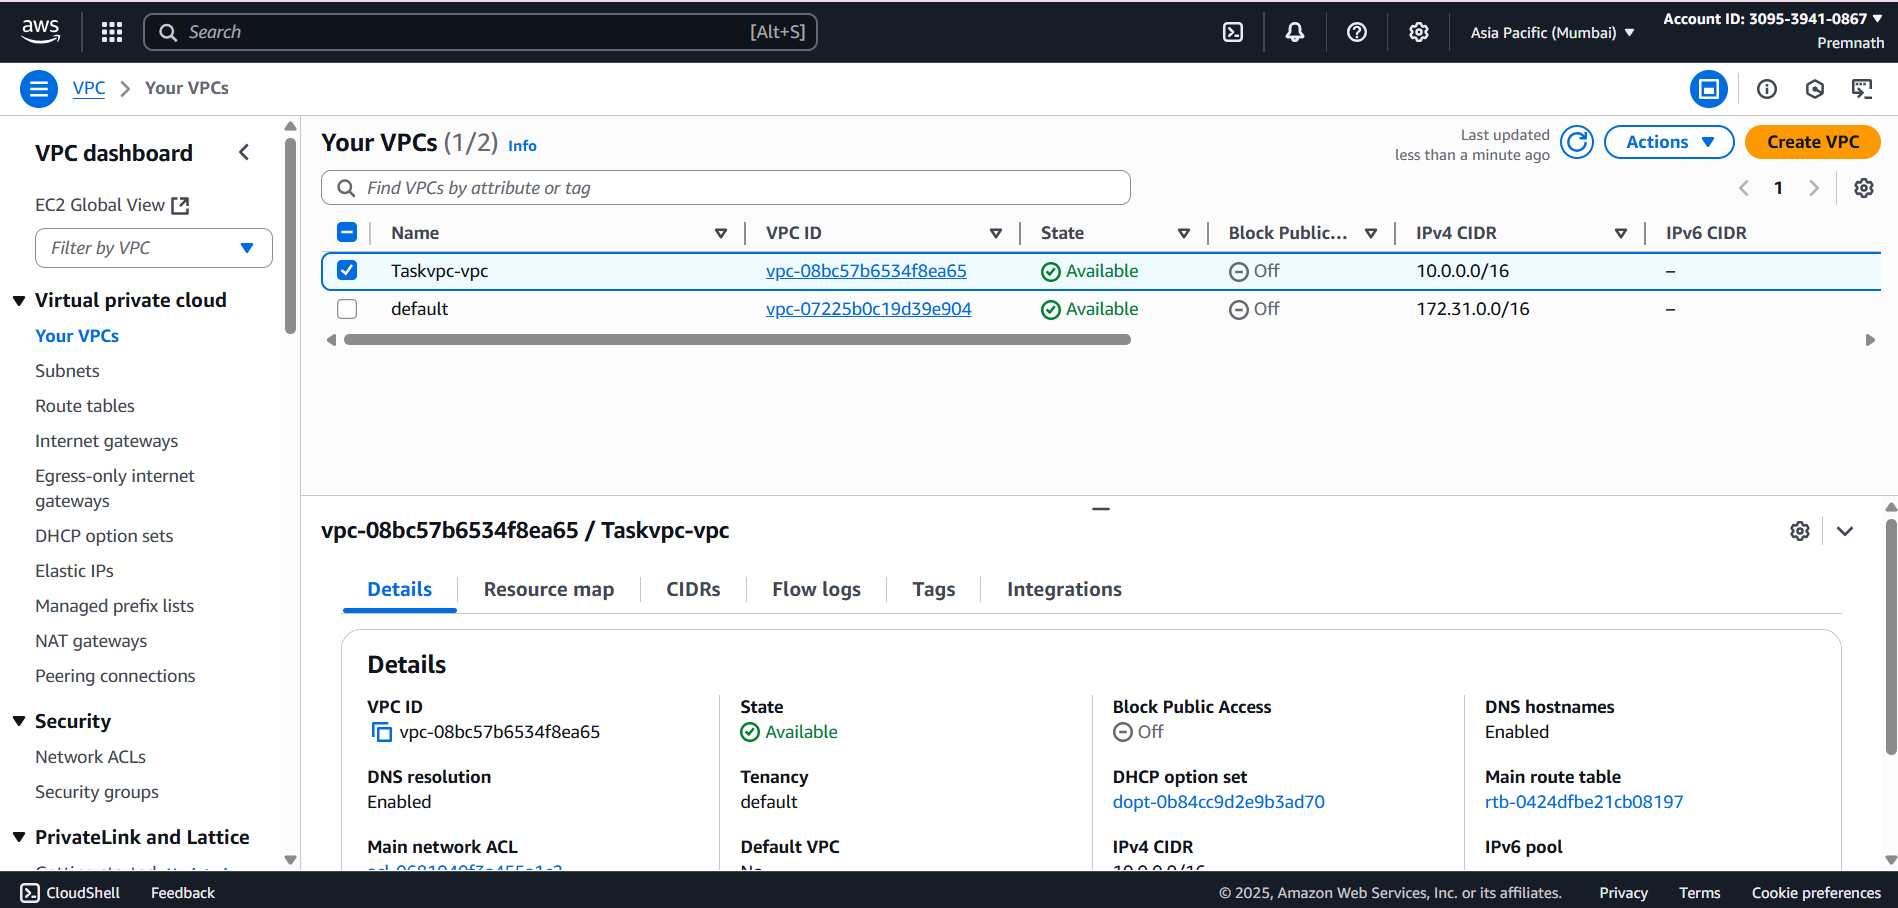 aws
Search [Alt+S]
Asia Pacific (Mumbai)
Account ID: 3095-3941-0867
Premnath
VPC
Your VPCs
VPC dashboard
EC2 Global View
Filter by VPC
Virtual private cloud
Your VPCs
Subnets
Route tables
Internet gateways
Egress-only internet
gateways
DHCP option sets
Elastic IPs
Managed prefix lists
NAT gateways
Peering connections
Security
Network ACLs
Security groups
PrivateLink and Lattice
Your VPCs (1/2) Info
Last updated
less than a minute ago
Actions
Create VPC
Find VPCs by attribute or tag
1
Name VPC ID State Block Public... IPv4 CIDR IPv6 CIDR
Taskvpc-vpc vpc-08bc57b6534f8ea65 Available Off 10.0.0.0/16 –
default vpc-07225b0c19d39e904 Available Off 172.31.0.0/16 –
vpc-08bc57b6534f8ea65 / Taskvpc-vpc
Details Resource map CIDRs Flow logs Tags Integrations
Details
VPC ID
vpc-08bc57b6534f8ea65
State
Available
Block Public Access
Off
DNS hostnames
Enabled
DNS resolution
Enabled
Tenancy
default
DHCP option set
dopt-0b84cc9d2e9b3ad70
Main route table
rtb-0424dfbe21cb08197
Main network ACL
Default VPC
No
IPv4 CIDR
10.0.0.0/16
IPv6 pool
CloudShell Feedback
© 2025, Amazon Web Services, Inc. or its affiliates. Privacy Terms Cookie preferences